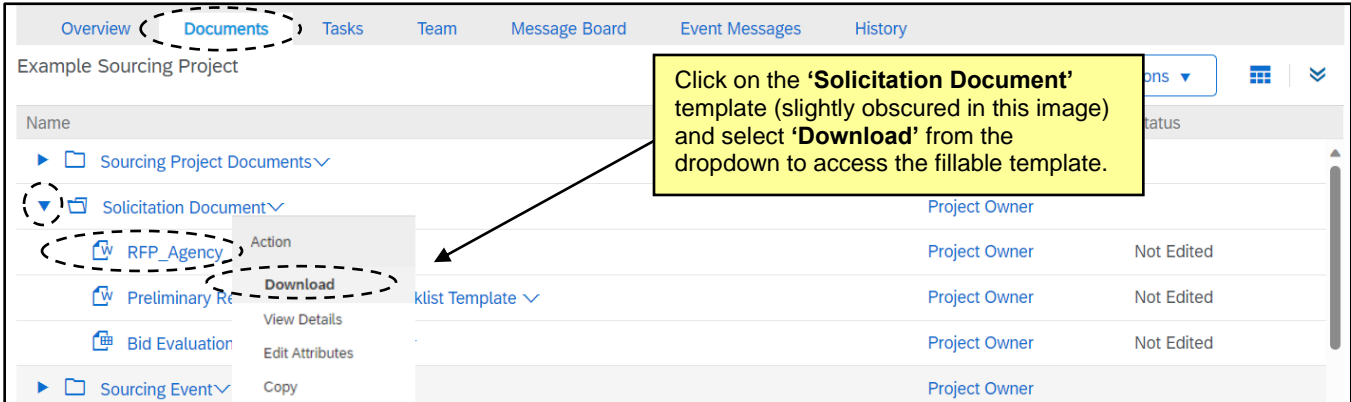 Overview Documents Tasks Team Message Board Event Messages History
Example Sourcing Project
Click on the ‘Solicitation Document’
template (slightly obscured in this image)
and select ‘Download’ from the
dropdown to access the fillable template.
Name
Sourcing Project Documents
Solicitation Document Project Owner
Action
RFP_Agency Project Owner Not Edited
Download
Preliminary klist Template Project Owner Not Edited
View Details
Bid Evaluation Project Owner Not Edited
Edit Attributes
Sourcing Event Copy Project Owner